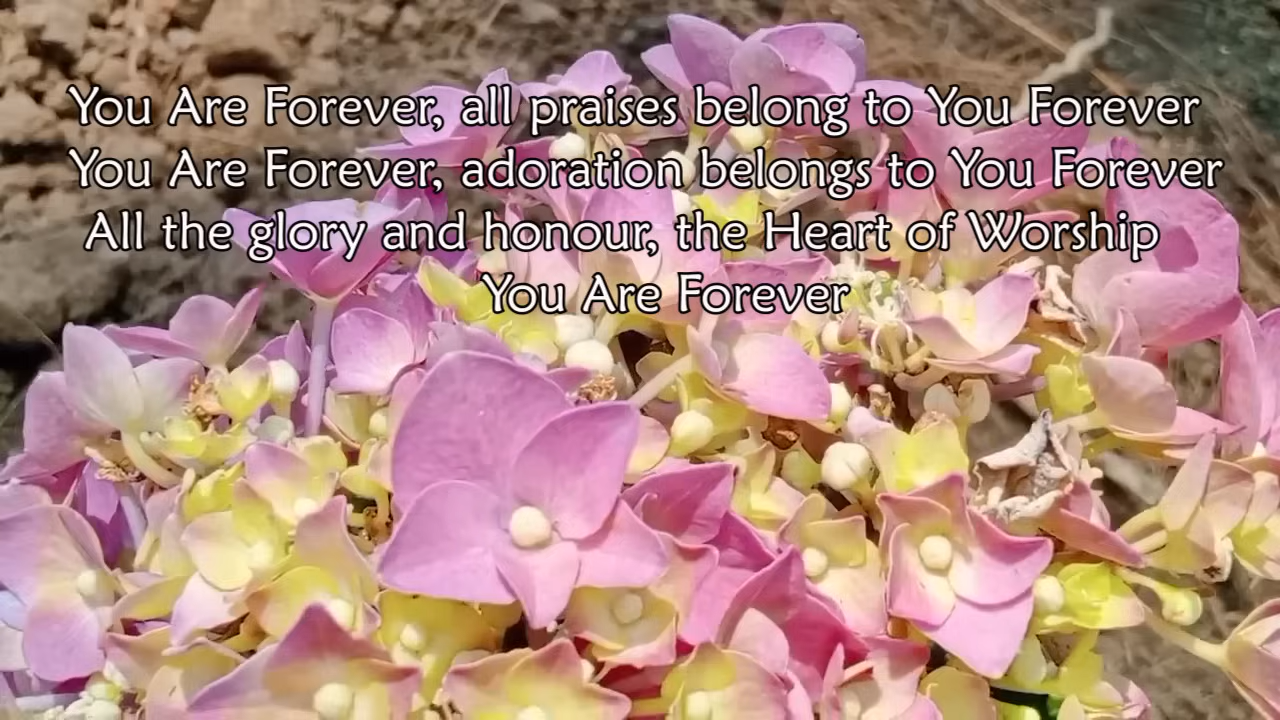 You Are Forever, all praises belong to You Forever
You Are Forever, adoration belongs to You Forever
All the glory and honour, the Heart of Worship
You Are Forever